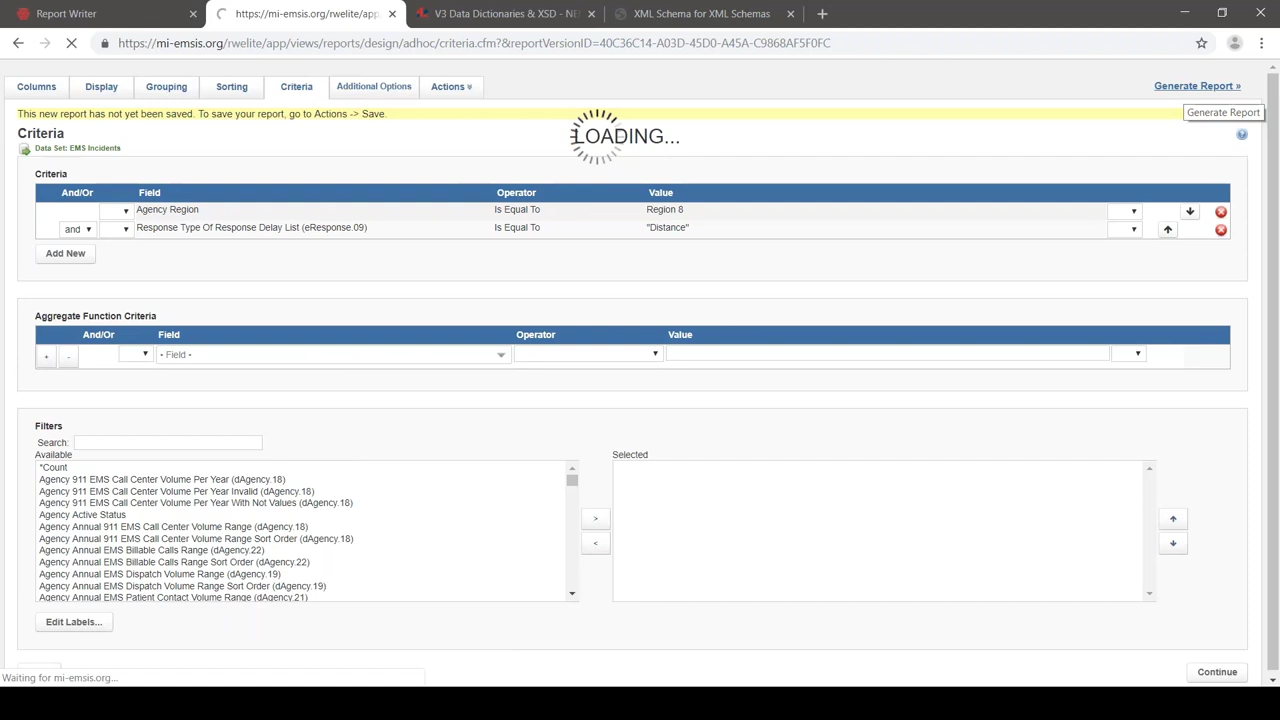 Report Writer
https://mi-emsis.org/rwelite/app
V3 Data Dictionaries & XSD - NE
XML Schema for XML Schemas
https://mi-emsis.org/rwelite/app/views/reports/design/adhoc/criteria.cfm?&reportVersionID=40C36C14-A03D-45D0-A45A-C9868AF5F0FC
Columns Display Grouping Sorting Criteria Additional Options Actions Generate Report »
This new report has not yet been saved. To save your report, go to Actions -> Save.
Generate Report
Criteria
LOADING...
Data Set: EMS Incidents
Criteria
And/Or Field Operator Value
Agency Region Is Equal To Region 8
and Response Type Of Response Delay List (eResponse.09) Is Equal To "Distance"
Add New
Aggregate Function Criteria
And/Or Field Operator Value
+ - • Field •
Filters
Search:
Available Selected
*Count
Agency 911 EMS Call Center Volume Per Year (dAgency.18)
Agency 911 EMS Call Center Volume Per Year Invalid (dAgency.18)
Agency 911 EMS Call Center Volume Per Year With Not Values (dAgency.18)
Agency Active Status
Agency Annual 911 EMS Call Center Volume Range (dAgency.18)
Agency Annual 911 EMS Call Center Volume Range Sort Order (dAgency.18)
Agency Annual EMS Billable Calls Range (dAgency.22)
Agency Annual EMS Billable Calls Range Sort Order (dAgency.22)
Agency Annual EMS Dispatch Volume Range (dAgency.19)
Agency Annual EMS Dispatch Volume Range Sort Order (dAgency.19)
Agency Annual EMS Patient Contact Volume Range (dAgency.21)
>
<
Edit Labels...
Continue
Waiting for mi-emsis.org...